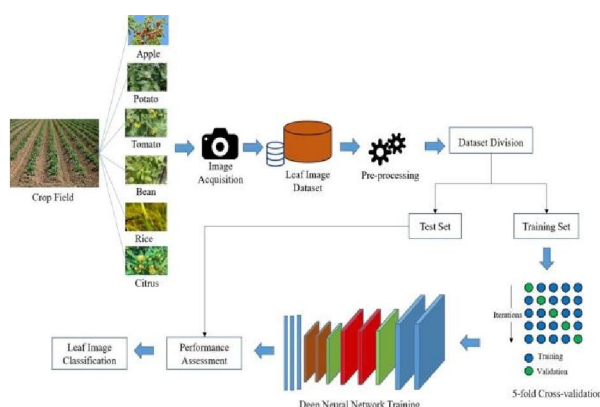 Apple
Potato
Tomato
Bean
Rice
Citrus
Crop Field
Image
Acquisition
Leaf Image
Dataset
Pre-processing
Dataset Division
Test Set
Training Set
Iterations
Training
Validation
5-fold Cross-validation
Deep Neural Network Training
Performance
Assessment
Leaf Image
Classification